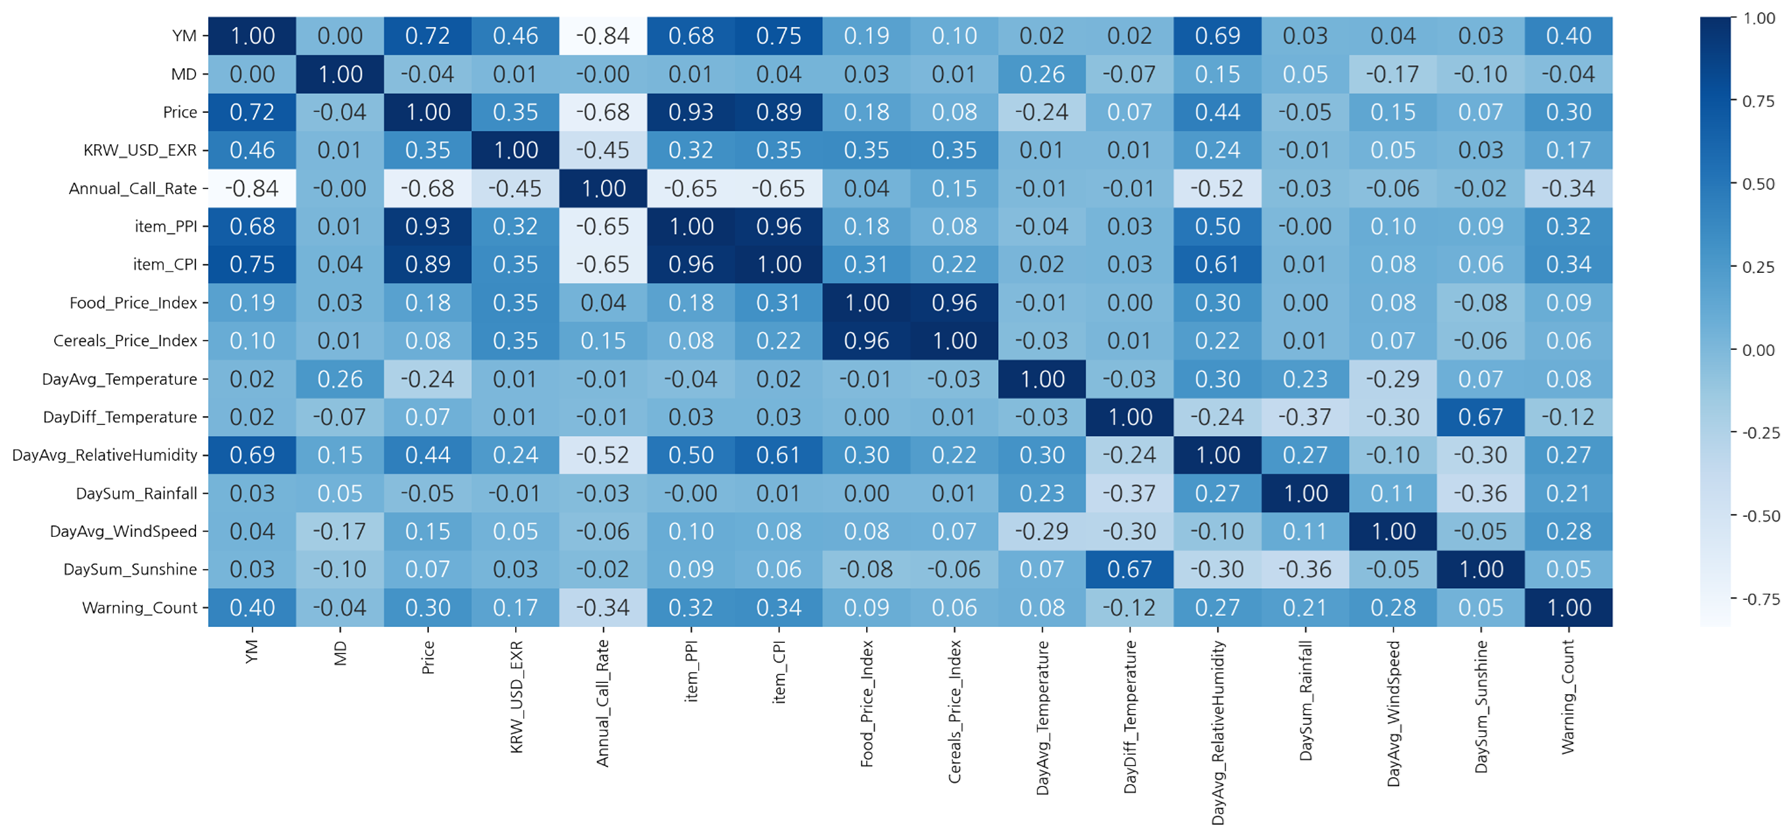 YM 1.00 0.00 0.72 0.46 -0.84 0.68 0.75 0.19 0.10 0.02 0.02 0.69 0.03 0.04 0.03 0.40
MD 0.00 1.00 -0.04 0.01 -0.00 0.01 0.04 0.03 0.01 0.26 -0.07 0.15 0.05 -0.17 -0.10 -0.04
Price 0.72 -0.04 1.00 0.35 -0.68 0.93 0.89 0.18 0.08 -0.24 0.07 0.44 -0.05 0.15 0.07 0.30
KRW_USD_EXR 0.46 0.01 0.35 1.00 -0.45 0.32 0.35 0.35 0.35 0.01 0.01 0.24 -0.01 0.05 0.03 0.17
Annual_Call_Rate -0.84 -0.00 -0.68 -0.45 1.00 -0.65 -0.65 0.04 0.15 -0.01 -0.01 -0.52 -0.03 -0.06 -0.02 -0.34
item_PPI 0.68 0.01 0.93 0.32 -0.65 1.00 0.96 0.18 0.08 -0.04 0.03 0.50 -0.00 0.10 0.09 0.32
item_CPI 0.75 0.04 0.89 0.35 -0.65 0.96 1.00 0.31 0.22 0.02 0.03 0.61 0.01 0.08 0.06 0.34
Food_Price_Index 0.19 0.03 0.18 0.35 0.04 0.18 0.31 1.00 0.96 -0.01 0.00 0.30 0.00 0.08 -0.08 0.09
Cereals_Price_Index 0.10 0.01 0.08 0.35 0.15 0.08 0.22 0.96 1.00 -0.03 0.01 0.22 0.01 0.07 -0.06 0.06
DayAvg_Temperature 0.02 0.26 -0.24 0.01 -0.01 -0.04 0.02 -0.01 -0.03 1.00 -0.03 0.30 0.23 -0.29 0.07 0.08
DayDiff_Temperature 0.02 -0.07 0.07 0.01 -0.01 0.03 0.03 0.00 0.01 -0.03 1.00 -0.24 -0.37 -0.30 0.67 -0.12
DayAvg_RelativeHumidity 0.69 0.15 0.44 0.24 -0.52 0.50 0.61 0.30 0.22 0.30 -0.24 1.00 0.27 -0.10 -0.30 0.27
DaySum_Rainfall 0.03 0.05 -0.05 -0.01 -0.03 -0.00 0.01 0.00 0.01 0.23 -0.37 0.27 1.00 0.11 -0.36 0.21
DayAvg_WindSpeed 0.04 -0.17 0.15 0.05 -0.06 0.10 0.08 0.08 0.07 -0.29 -0.30 -0.10 0.11 1.00 -0.05 0.28
DaySum_Sunshine 0.03 -0.10 0.07 0.03 -0.02 0.09 0.06 -0.08 -0.06 0.07 0.67 -0.30 -0.36 -0.05 1.00 0.05
Warning_Count 0.40 -0.04 0.30 0.17 -0.34 0.32 0.34 0.09 0.06 0.08 -0.12 0.27 0.21 0.28 0.05 1.00
YM
MD
Price
KRW_USD_EXR
Annual_Call_Rate
item_PPI
item_CPI
Food_Price_Index
Cereals_Price_Index
DayAvg_Temperature
DayDiff_Temperature
DayAvg_RelativeHumidity
DaySum_Rainfall
DayAvg_WindSpeed
DaySum_Sunshine
Warning_Count
1.00
0.75
0.50
0.25
0.00
-0.25
-0.50
-0.75